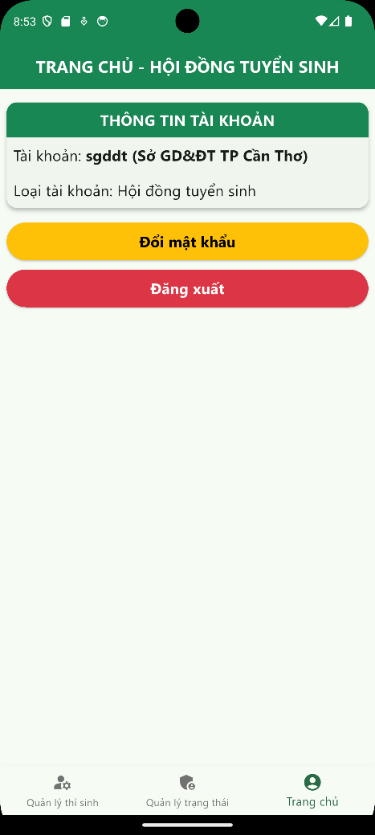 8:53
TRANG CHỦ - HỘI ĐỒNG TUYỂN SINH
THÔNG TIN TÀI KHOẢN
Tài khoản: sgddt (Sở GD&ĐT TP Cần Thơ)
Loại tài khoản: Hội đồng tuyển sinh
Đổi mật khẩu
Đăng xuất
Quản lý thí sinh
Quản lý trạng thái
Trang chủ